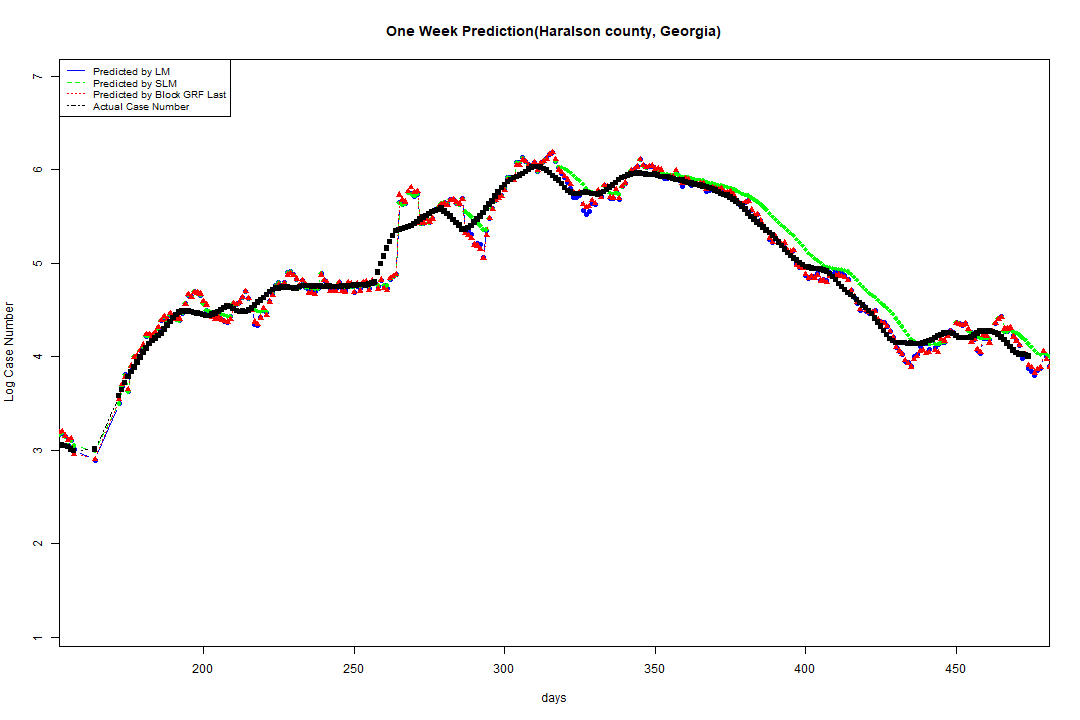 One Week Prediction(Haralson county, Georgia)
Predicted by LM
Predicted by SLM
Predicted by Block GRF Last
Actual Case Number
7
6
5
4
3
2
1
Log Case Number
200 250 300 350 400 450
days